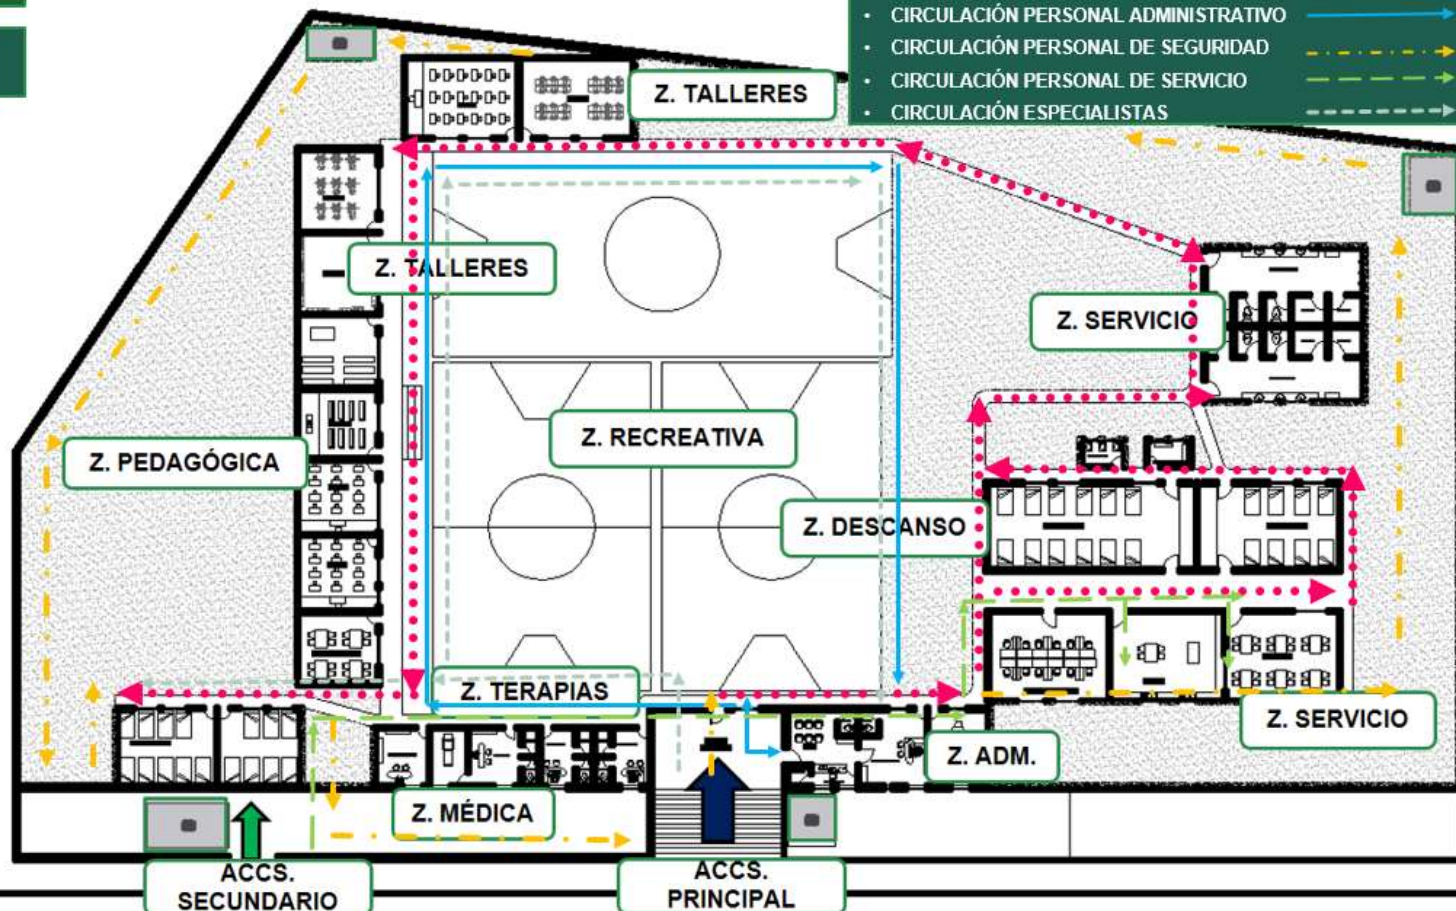 • CIRCULACIÓN PERSONAL ADMINISTRATIVO
• CIRCULACIÓN PERSONAL DE SEGURIDAD
• CIRCULACIÓN PERSONAL DE SERVICIO
• CIRCULACIÓN ESPECIALISTAS
Z. TALLERES
Z. TALLERES
Z. SERVICIO
Z. RECREATIVA
Z. PEDAGÓGICA
Z. DESCANSO
Z. TERAPIAS
Z. SERVICIO
Z. ADM.
Z. MÉDICA
ACCS.
SECUNDARIO
ACCS.
PRINCIPAL